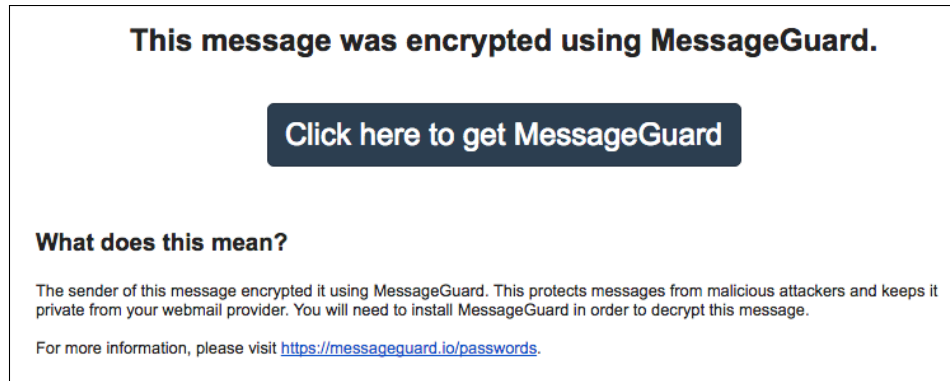 This message was encrypted using MessageGuard.
Click here to get MessageGuard
What does this mean?
The sender of this message encrypted it using MessageGuard. This protects messages from malicious attackers and keeps it
private from your webmail provider. You will need to install MessageGuard in order to decrypt this message.
For more information, please visit https://messageguard.io/passwords.